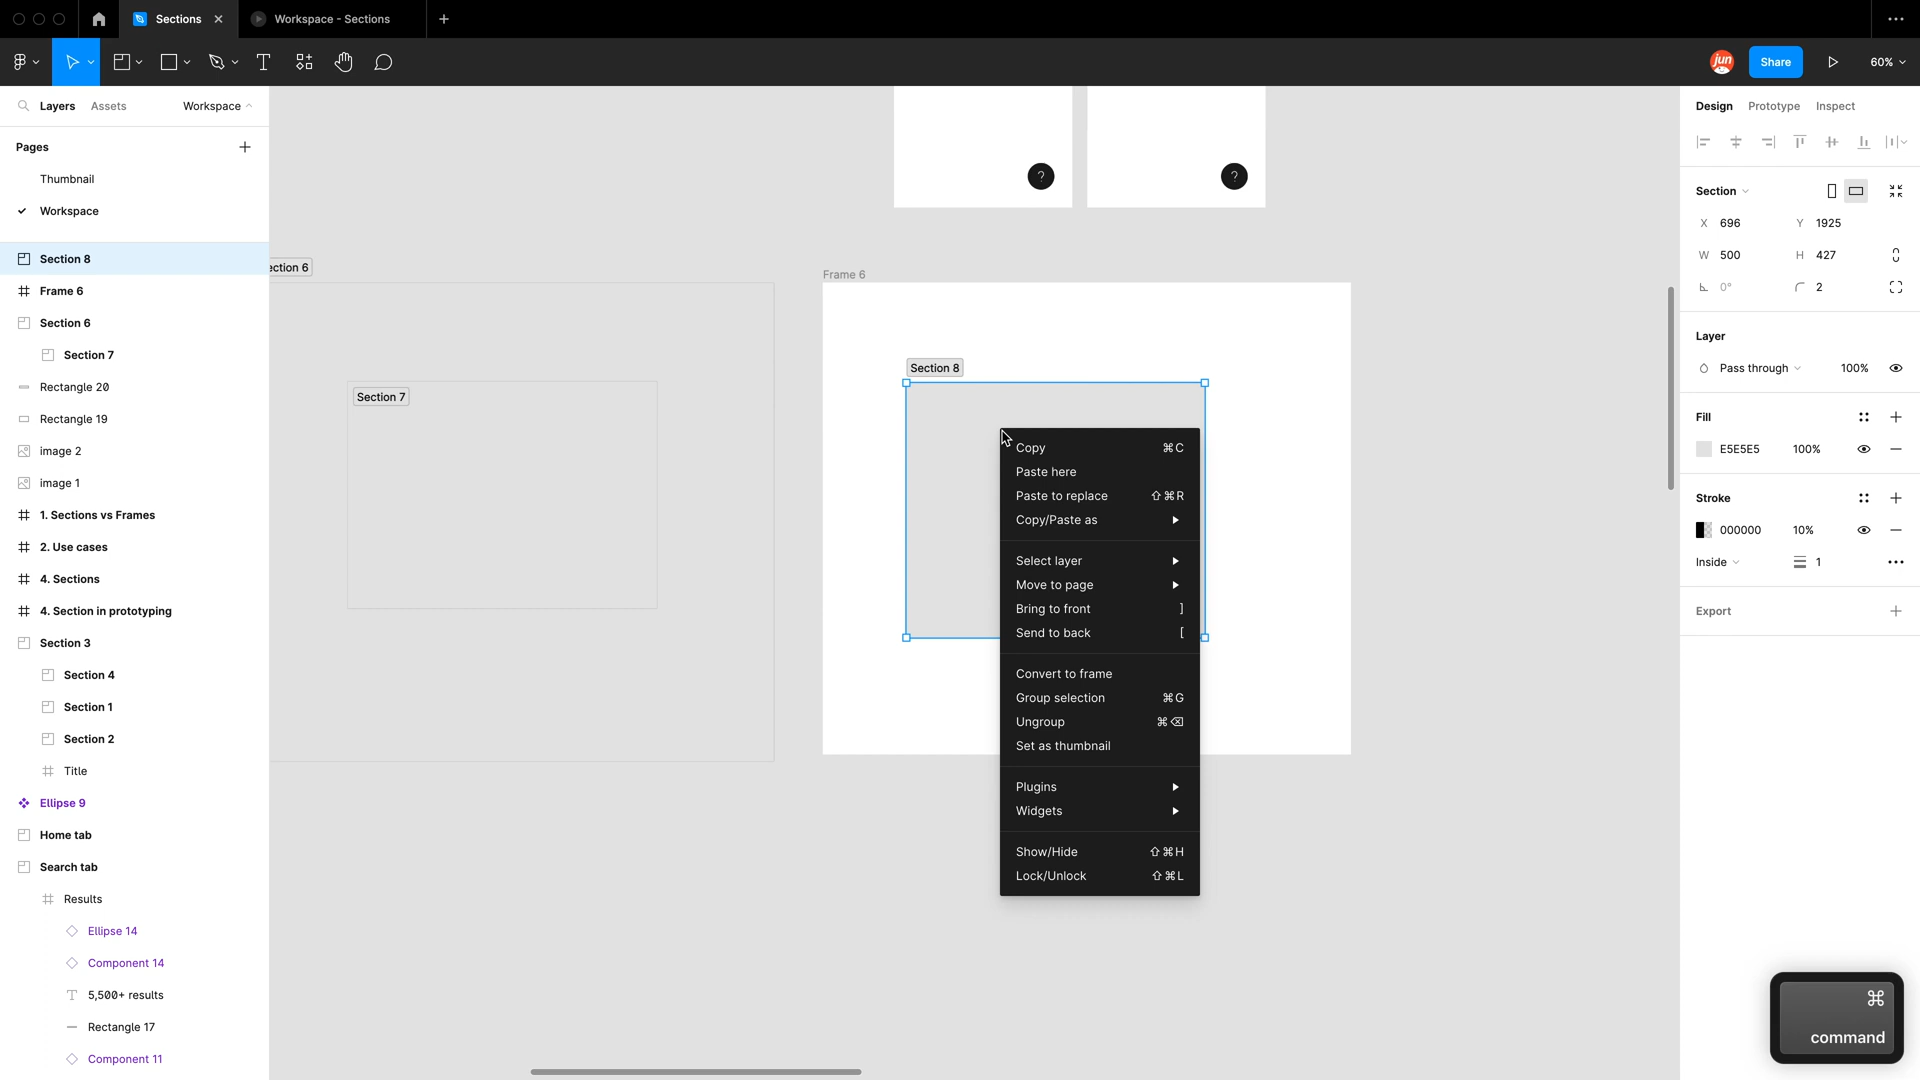 Sections
Workspace - Sections
jun
Share
60%
Layers
Assets
Workspace
Pages
Thumbnail
Workspace
Section 8
Frame 6
Section 6
Section 7
Rectangle 20
Rectangle 19
image 2
image 1
1. Sections vs Frames
2. Use cases
4. Sections
4. Section in prototyping
Section 3
Section 4
Section 1
Section 2
Title
Ellipse 9
Home tab
Search tab
Results
Ellipse 14
Component 14
5,500+ results
Rectangle 17
Component 11
ection 6
Section 7
?
?
Frame 6
Section 8
Copy ⌘C
Paste here
Paste to replace ⇧⌘R
Copy/Paste as
Select layer
Move to page
Bring to front ]
Send to back [
Convert to frame
Group selection ⌘G
Ungroup ⌘⌫
Set as thumbnail
Plugins
Widgets
Show/Hide ⇧⌘H
Lock/Unlock ⇧⌘L
Design
Prototype
Inspect
Section
X 696 Y 1925
W 500 H 427
0° 2
Layer
Pass through 100%
Fill
E5E5E5 100%
Stroke
000000 10%
Inside 1
Export
⌘
command